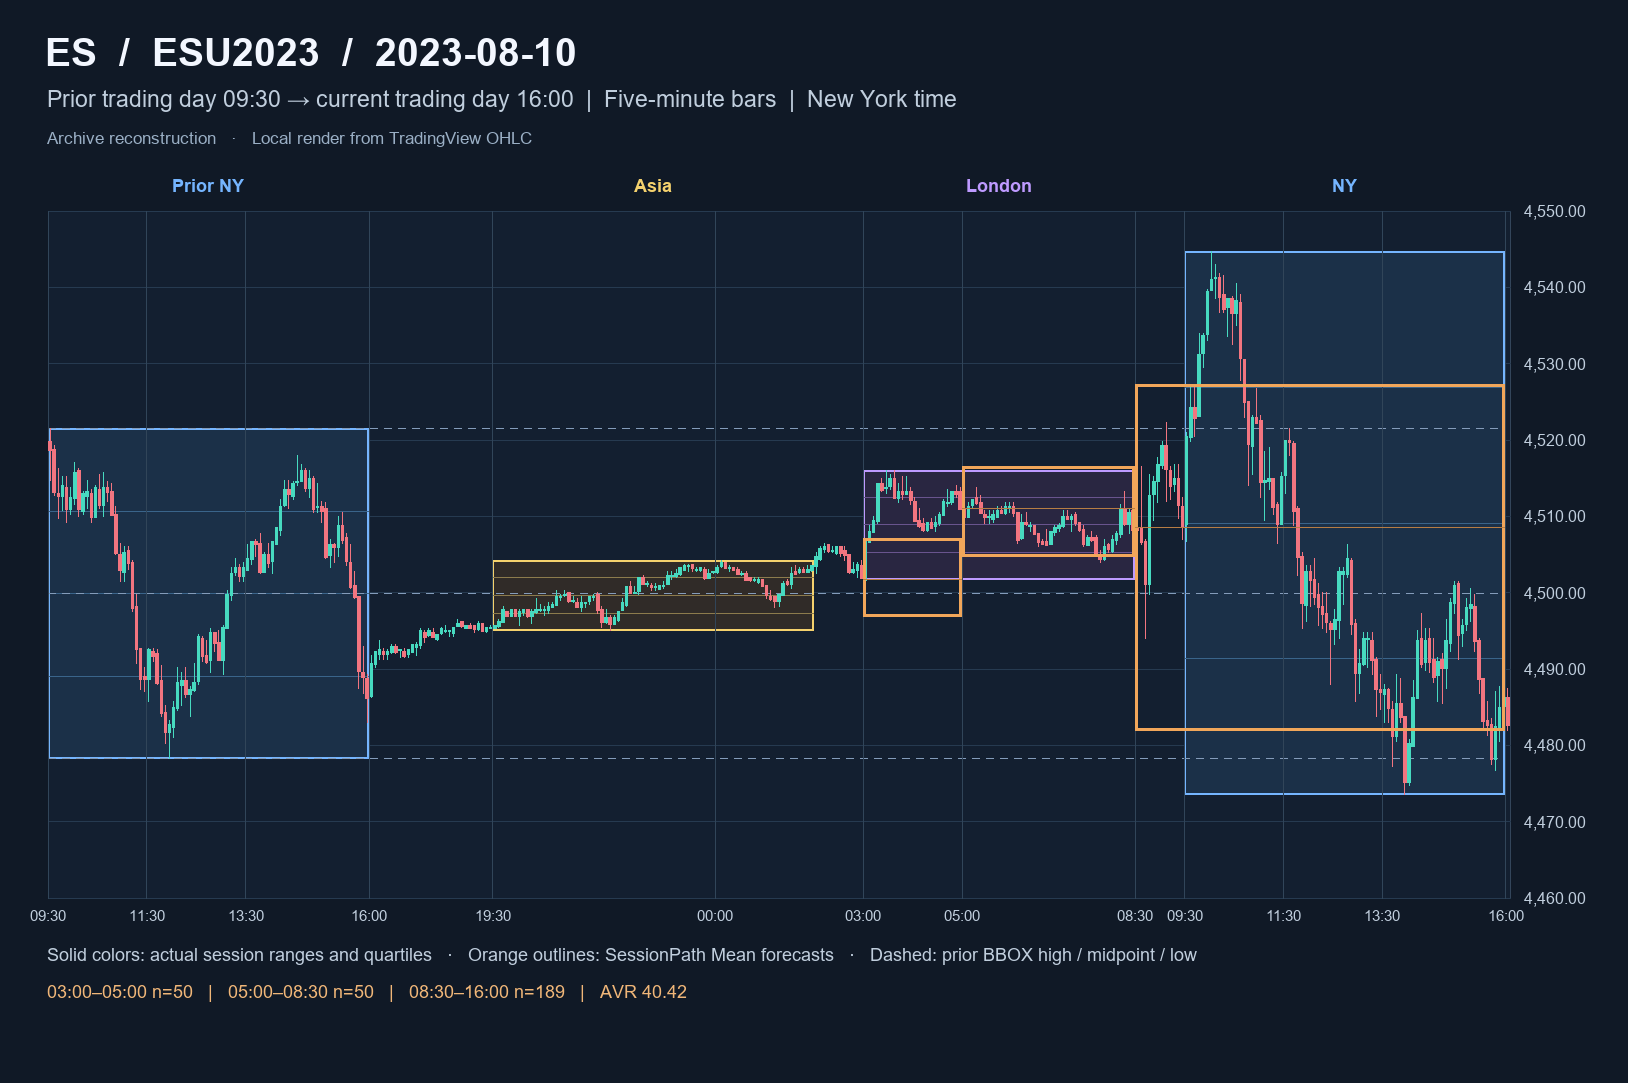 ES / ESU2023 / 2023-08-10
Prior trading day 09:30 → current trading day 16:00 | Five-minute bars | New York time
Archive reconstruction · Local render from TradingView OHLC
Prior NY Asia London NY
4,550.00
4,540.00
4,530.00
4,520.00
4,510.00
4,500.00
4,490.00
4,480.00
4,470.00
4,460.00
09:30 11:30 13:30 16:00 19:30 00:00 03:00 05:00 08:30 09:30 11:30 13:30 16:00
Solid colors: actual session ranges and quartiles · Orange outlines: SessionPath Mean forecasts · Dashed: prior BBOX high / midpoint / low
03:00–05:00 n=50 | 05:00–08:30 n=50 | 08:30–16:00 n=189 | AVR 40.42